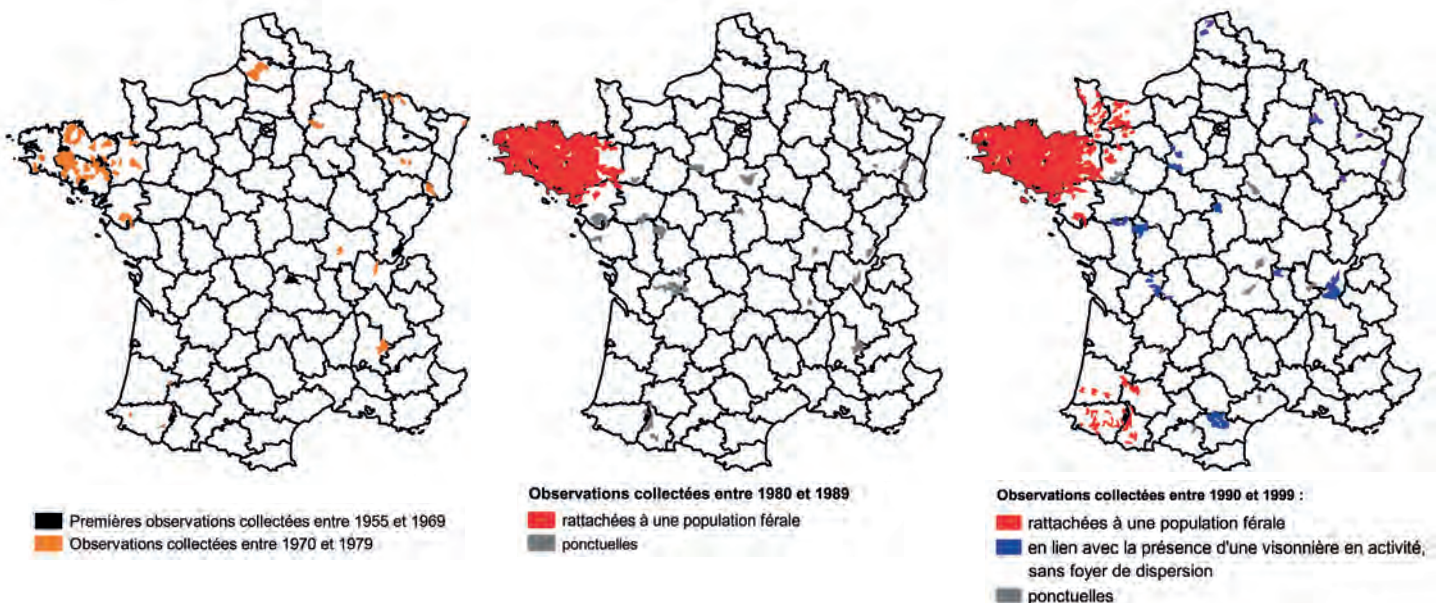 Premières observations collectées entre 1955 et 1969
Observations collectées entre 1970 et 1979
Observations collectées entre 1980 et 1989
rattachées à une population férale
ponctuelles
Observations collectées entre 1990 et 1999 :
rattachées à une population férale
en lien avec la présence d'une visonnière en activité,
sans foyer de dispersion
ponctuelles